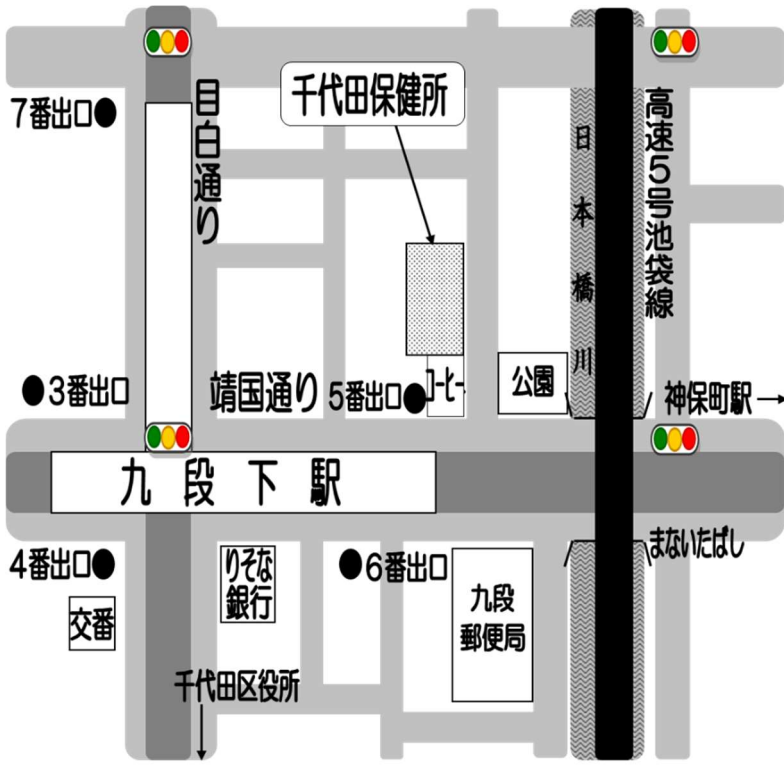 千代田保健所
7番出口
目白通り
日本橋川
高速5号池袋線
3番出口
靖国通り
5番出口
コーヒー
公園
神保町駅
九段下駅
まないたばし
4番出口
りそな
銀行
6番出口
九段
郵便局
交番
千代田区役所